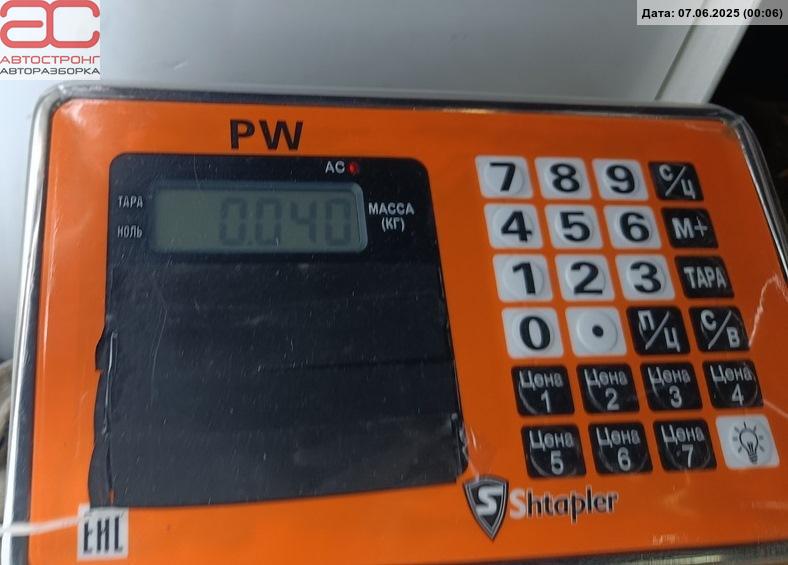 АС
АВТОСТРОНГ
АВТОРАЗБОРКА
Дата: 07.06.2025 (00:06)
PW
AC
ТАРА
НОЛЬ
0.040
МАССА
(КГ)
7 8 9 С/Ц
4 5 6 М+
1 2 3 ТАРА
0 • П/Ц С/В
Цена 1 Цена 2 Цена 3 Цена 4
Цена 5 Цена 6 Цена 7
S Shtapler
ЕАС